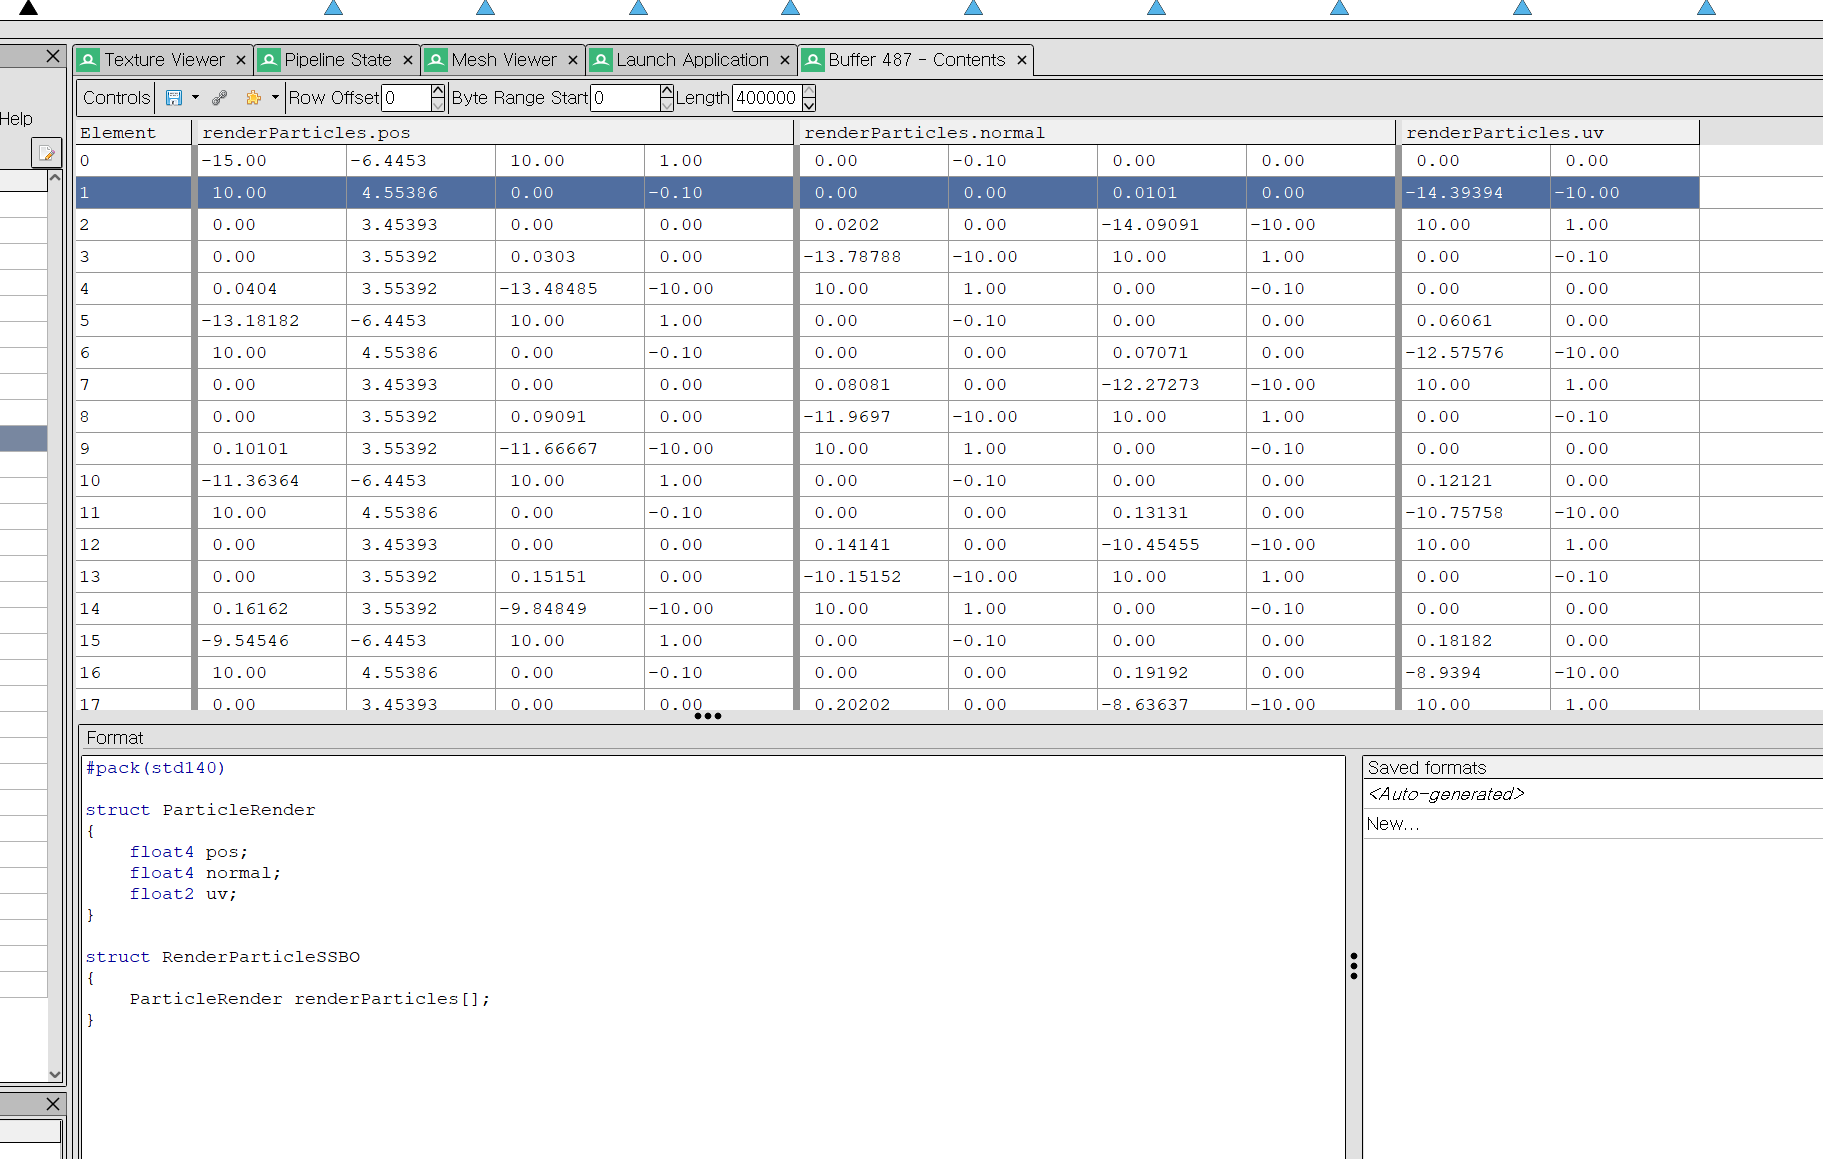 Texture Viewer × Pipeline State × Mesh Viewer × Launch Application × Buffer 487 - Contents ×
Help
Controls Row Offset 0 Byte Range Start 0 Length 400000
Element renderParticles.pos renderParticles.normal renderParticles.uv
0 -15.00 -6.4453 10.00 1.00 0.00 -0.10 0.00 0.00 0.00 0.00
1 10.00 4.55386 0.00 -0.10 0.00 0.00 0.0101 0.00 -14.39394 -10.00
2 0.00 3.45393 0.00 0.00 0.0202 0.00 -14.09091 -10.00 10.00 1.00
3 0.00 3.55392 0.0303 0.00 -13.78788 -10.00 10.00 1.00 0.00 -0.10
4 0.0404 3.55392 -13.48485 -10.00 10.00 1.00 0.00 -0.10 0.00 0.00
5 -13.18182 -6.4453 10.00 1.00 0.00 -0.10 0.00 0.00 0.06061 0.00
6 10.00 4.55386 0.00 -0.10 0.00 0.00 0.07071 0.00 -12.57576 -10.00
7 0.00 3.45393 0.00 0.00 0.08081 0.00 -12.27273 -10.00 10.00 1.00
8 0.00 3.55392 0.09091 0.00 -11.9697 -10.00 10.00 1.00 0.00 -0.10
9 0.10101 3.55392 -11.66667 -10.00 10.00 1.00 0.00 -0.10 0.00 0.00
10 -11.36364 -6.4453 10.00 1.00 0.00 -0.10 0.00 0.00 0.12121 0.00
11 10.00 4.55386 0.00 -0.10 0.00 0.00 0.13131 0.00 -10.75758 -10.00
12 0.00 3.45393 0.00 0.00 0.14141 0.00 -10.45455 -10.00 10.00 1.00
13 0.00 3.55392 0.15151 0.00 -10.15152 -10.00 10.00 1.00 0.00 -0.10
14 0.16162 3.55392 -9.84849 -10.00 10.00 1.00 0.00 -0.10 0.00 0.00
15 -9.54546 -6.4453 10.00 1.00 0.00 -0.10 0.00 0.00 0.18182 0.00
16 10.00 4.55386 0.00 -0.10 0.00 0.00 0.19192 0.00 -8.9394 -10.00
17 0.00 3.45393 0.00 0.00 0.20202 0.00 -8.63637 -10.00 10.00 1.00
Format
#pack(std140)
struct ParticleRender
{
float4 pos;
float4 normal;
float2 uv;
}
struct RenderParticleSSBO
{
ParticleRender renderParticles[];
}
Saved formats
<Auto-generated>
New...